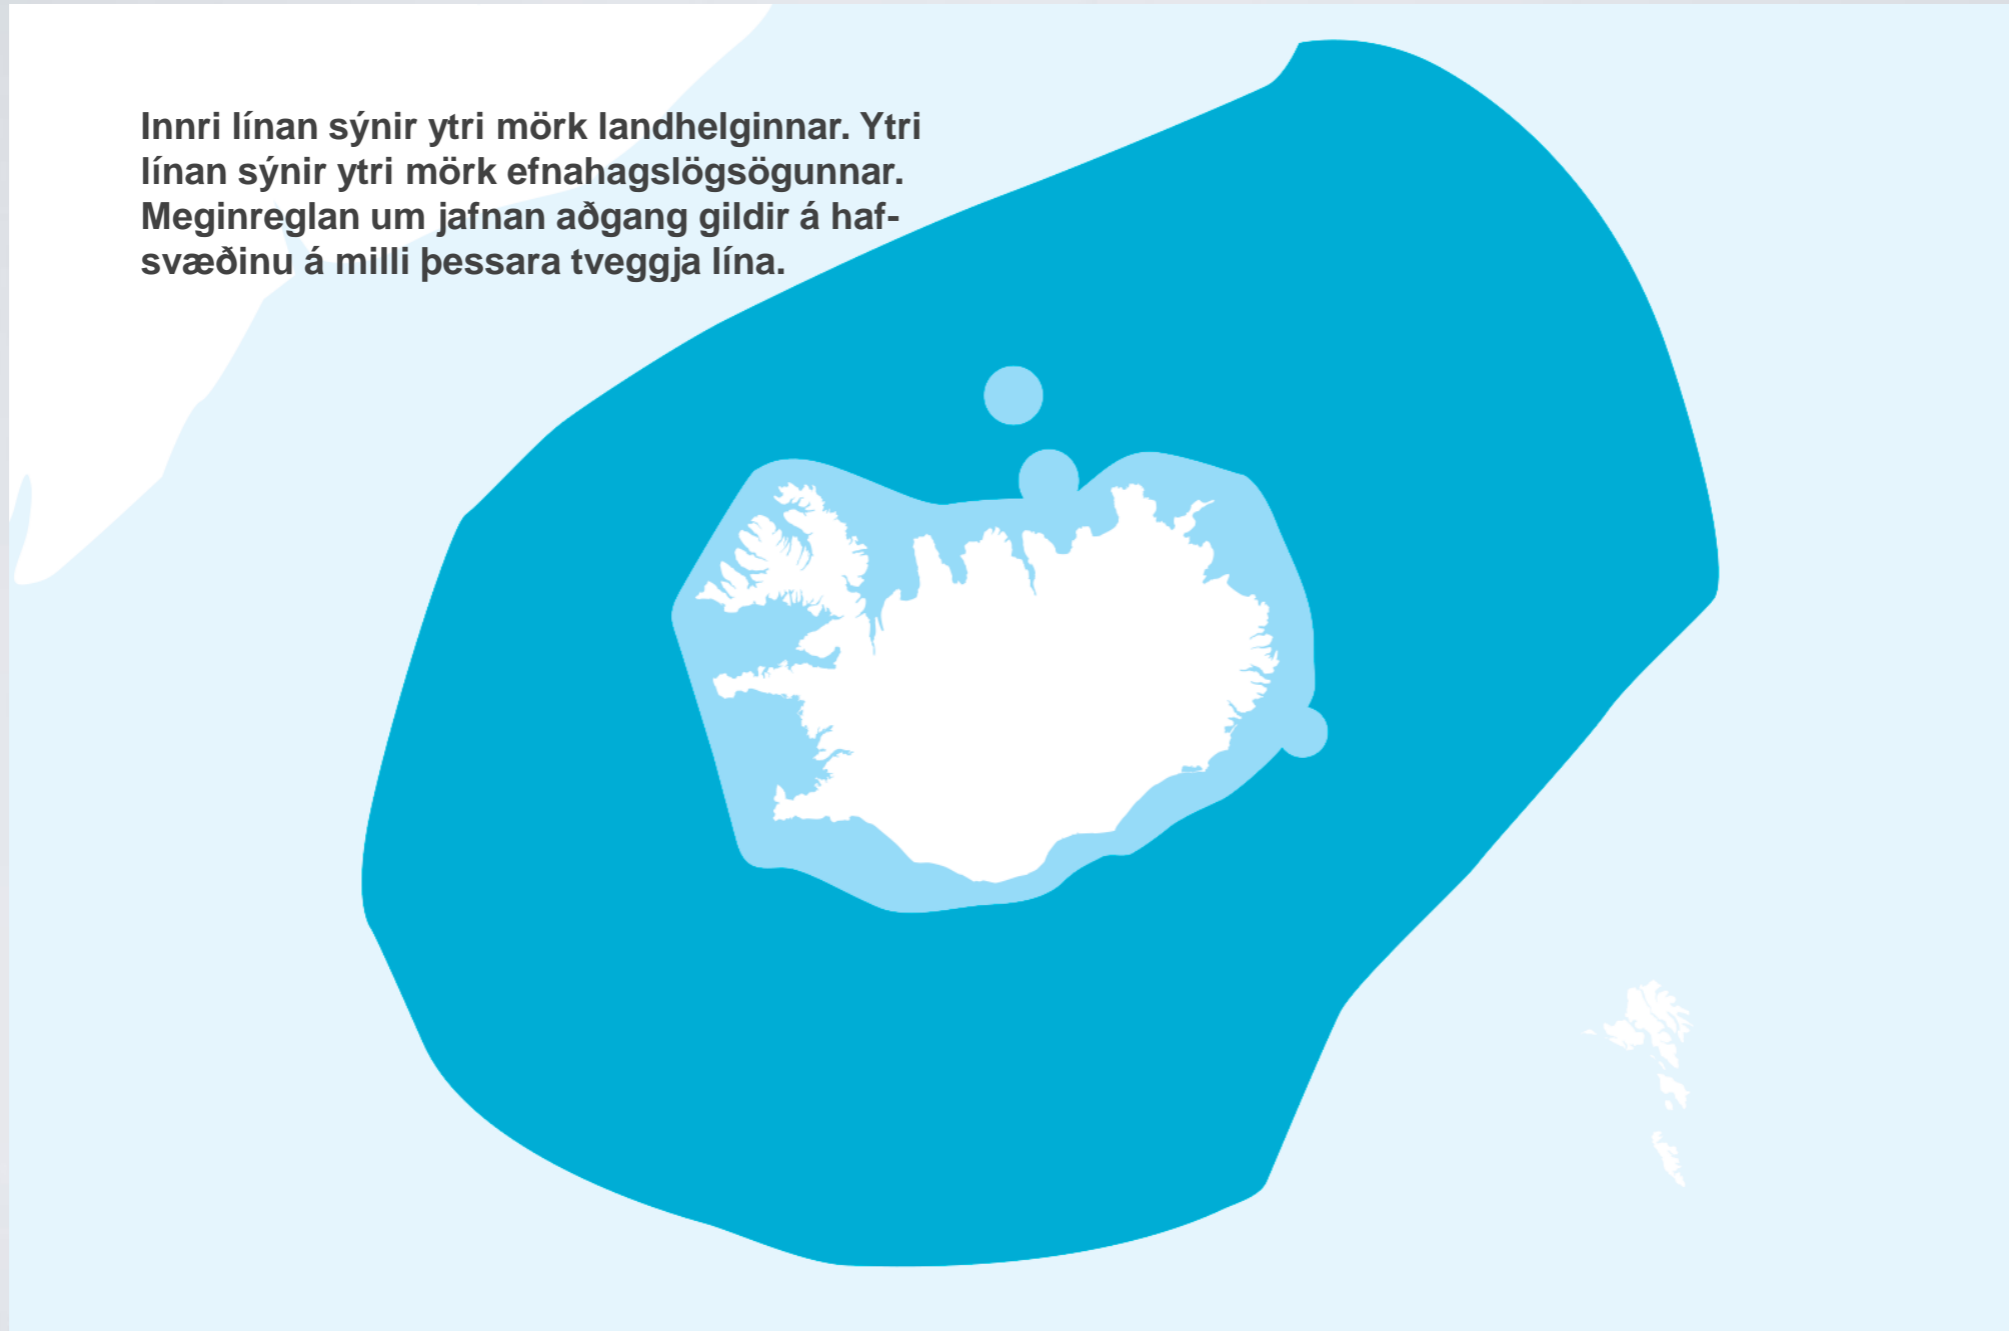 Innri línan sýnir ytri mörk landhelginnar. Ytri
línan sýnir ytri mörk efnahagslögsögunnar.
Meginreglan um jafnan aðgang gildir á haf-
svæðinu á milli þessara tveggja lína.